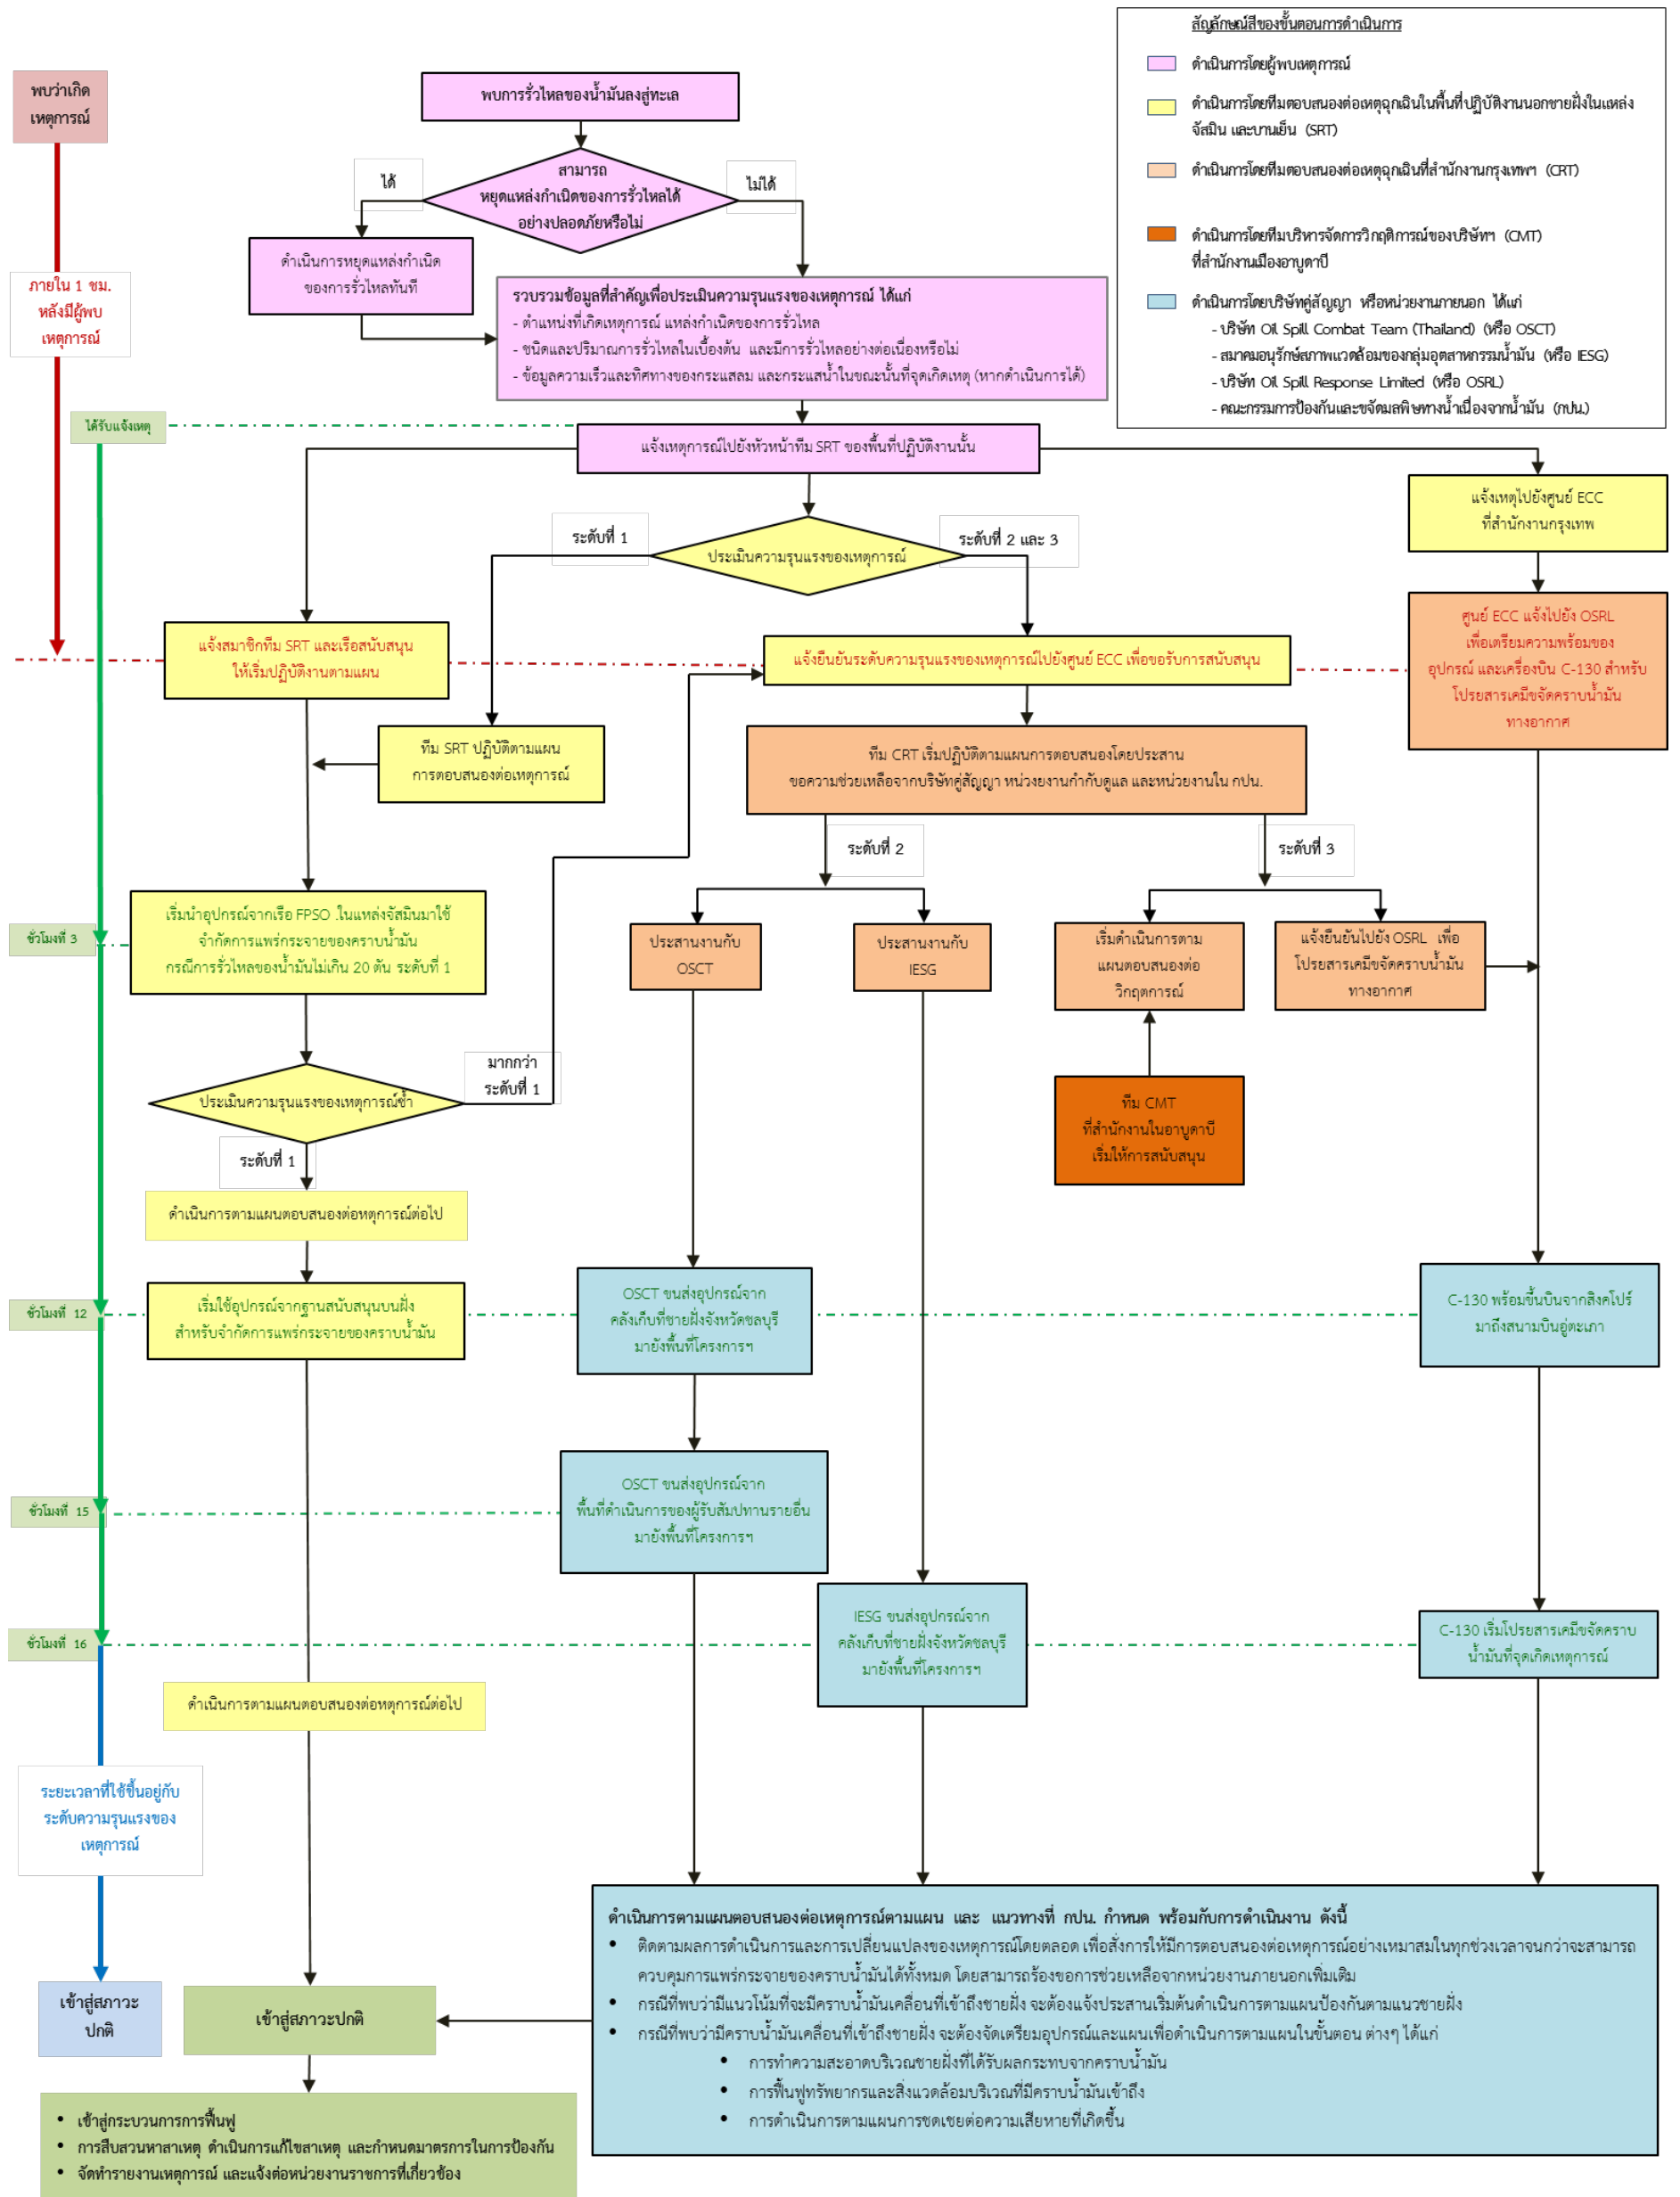 สัญลักษณ์สีของขั้นตอนการดำเนินการ
ดำเนินการโดยผู้พบเหตุการณ์
ดำเนินการโดยทีมตอบสนองต่อเหตุฉุกเฉินในพื้นที่ปฏิบัติงานนอกชายฝั่งในแหล่ง
จัสมิน และบานเย็น (SRT)
ดำเนินการโดยทีมตอบสนองต่อเหตุฉุกเฉินที่สำนักงานกรุงเทพฯ (CRT)
ดำเนินการโดยทีมบริหารจัดการวิกฤติการณ์ของบริษัทฯ (CMT)
ที่สำนักงานเมืองอาบูดาบี
ดำเนินการโดยบริษัทคู่สัญญา หรือหน่วยงานภายนอก ได้แก่
- บริษัท Oil Spill Combat Team (Thailand) (หรือ OSCT)
- สมาคมอนุรักษ์สภาพแวดล้อมของกลุ่มอุตสาหกรรมน้ำมัน (หรือ IESG)
- บริษัท Oil Spill Response Limited (หรือ OSRL)
- คณะกรรมการป้องกันและขจัดมลพิษทางน้ำเนื่องจากน้ำมัน (กปน.)
พบว่าเกิด
เหตุการณ์
พบการรั่วไหลของน้ำมันลงสู่ทะเล
สามารถ
หยุดแหล่งกำเนิดของการรั่วไหลได้
อย่างปลอดภัยหรือไม่
ได้
ไม่ได้
ดำเนินการหยุดแหล่งกำเนิด
ของการรั่วไหลทันที
ภายใน 1 ชม.
หลังมีผู้พบ
เหตุการณ์
รวบรวมข้อมูลที่สำคัญเพื่อประเมินความรุนแรงของเหตุการณ์ ได้แก่
- ตำแหน่งที่เกิดเหตุการณ์ แหล่งกำเนิดของการรั่วไหล
- ชนิดและปริมาณการรั่วไหลในเบื้องต้น และมีการรั่วไหลอย่างต่อเนื่องหรือไม่
- ข้อมูลความเร็วและทิศทางของกระแสลม และกระแสน้ำในขณะนั้นที่จุดเกิดเหตุ (หากดำเนินการได้)
ได้รับแจ้งเหตุ
แจ้งเหตุการณ์ไปยังหัวหน้าทีม SRT ของพื้นที่ปฏิบัติงานนั้น
แจ้งเหตุไปยังศูนย์ ECC
ที่สำนักงานกรุงเทพ
ระดับที่ 1
ประเมินความรุนแรงของเหตุการณ์
ระดับที่ 2 และ 3
แจ้งสมาชิกทีม SRT และเรือสนับสนุน
ให้เริ่มปฏิบัติงานตามแผน
แจ้งยืนยันระดับความรุนแรงของเหตุการณ์ไปยังศูนย์ ECC เพื่อขอรับการสนับสนุน
ศูนย์ ECC แจ้งไปยัง OSRL
เพื่อเตรียมความพร้อมของ
อุปกรณ์ และเครื่องบิน C-130 สำหรับ
โปรยสารเคมีขจัดคราบน้ำมัน
ทางอากาศ
ทีม SRT ปฏิบัติตามแผน
การตอบสนองต่อเหตุการณ์
ทีม CRT เริ่มปฏิบัติตามแผนการตอบสนองโดยประสาน
ขอความช่วยเหลือจากบริษัทคู่สัญญา หน่วงยงานกำกับดูแล และหน่วยงานใน กปน.
ระดับที่ 2
ระดับที่ 3
ชั่วโมงที่ 3
เริ่มนำอุปกรณ์จากเรือ FPSO .ในแหล่งจัสมินมาใช้
จำกัดการแพร่กระจายของคราบน้ำมัน
กรณีการรั่วไหลของน้ำมันไม่เกิน 20 ตัน ระดับที่ 1
ประสานงานกับ
OSCT
ประสานงานกับ
IESG
เริ่มดำเนินการตาม
แผนตอบสนองต่อ
วิกฤตการณ์
แจ้งยืนยันไปยัง OSRL เพื่อ
โปรยสารเคมีขจัดคราบน้ำมัน
ทางอากาศ
มากกว่า
ระดับที่ 1
ประเมินความรุนแรงของเหตุการณ์ซ้ำ
ทีม CMT
ที่สำนักงานในอาบูดาบี
เริ่มให้การสนับสนุน
ระดับที่ 1
ดำเนินการตามแผนตอบสนองต่อหตุการณ์ต่อไป
ชั่วโมงที่ 12
เริ่มใช้อุปกรณ์จากฐานสนับสนุนบนฝั่ง
สำหรับจำกัดการแพร่กระจายของคราบน้ำมัน
OSCT ขนส่งอุปกรณ์จาก
คลังเก็บที่ชายฝั่งจังหวัดชลบุรี
มายังพื้นที่โครงการฯ
C-130 พร้อมขึ้นบินจากสิงคโปร์
มาถึงสนามบินอู่ตะเภา
ชั่วโมงที่ 15
OSCT ขนส่งอุปกรณ์จาก
พื้นที่ดำเนินการของผู้รับสัมปทานรายอื่น
มายังพื้นที่โครงการฯ
ชั่วโมงที่ 16
IESG ขนส่งอุปกรณ์จาก
คลังเก็บที่ชายฝั่งจังหวัดชลบุรี
มายังพื้นที่โครงการฯ
C-130 เริ่มโปรยสารเคมีขจัดคราบ
น้ำมันที่จุดเกิดเหตุการณ์
ดำเนินการตามแผนตอบสนองต่อหตุการณ์ต่อไป
ระยะเวลาที่ใช้ขึ้นอยู่กับ
ระดับความรุนแรงของ
เหตุการณ์
ดำเนินการตามแผนตอบสนองต่อเหตุการณ์ตามแผน และ แนวทางที่ กปน. กำหนด พร้อมกับการดำเนินงาน ดังนี้
• ติดตามผลการดำเนินการและการเปลี่ยนแปลงของเหตุการณ์โดยตลอด เพื่อสั่งการให้มีการตอบสนองต่อเหตุการณ์อย่างเหมาสมในทุกช่วงเวลาจนกว่าจะสามารถ
ควบคุมการแพร่กระจายของคราบน้ำมันได้ทั้งหมด โดยสามารถร้องขอการช่วยเหลือจากหน่วยงานภายนอกเพิ่มเติม
• กรณีที่พบว่ามีแนวโน้มที่จะมีคราบน้ำมันเคลื่อนที่เข้าถึงชายฝั่ง จะต้องแจ้งประสานเริ่มต้นดำเนินการตามแผนป้องกันตามแนวชายฝั่ง
• กรณีที่พบว่ามีคราบน้ำมันเคลื่อนที่เข้าถึงชายฝั่ง จะต้องจัดเตรียมอุปกรณ์และแผนเพื่อดำเนินการตามแผนในขั้นตอน ต่างๆ ได้แก่
• การทำความสะอาดบริเวณชายฝั่งที่ได้รับผลกระทบจากคราบน้ำมัน
• การฟื้นฟูทรัพยากรและสิ่งแวดล้อมบริเวณที่มีคราบน้ำมันเข้าถึง
• การดำเนินการตามแผนการชดเชยต่อความเสียหายที่เกิดขึ้น
เข้าสู่สภาวะ
ปกติ
เข้าสู่สภาวะปกติ
• เข้าสู่กระบวนการการฟื้นฟู
• การสืบสวนหาสาเหตุ ดำเนินการแก้ไขสาเหตุ และกำหนดมาตรการในการป้องกัน
• จัดทำรายงานเหตุการณ์ และแจ้งต่อหน่วยงานราชการที่เกี่ยวข้อง